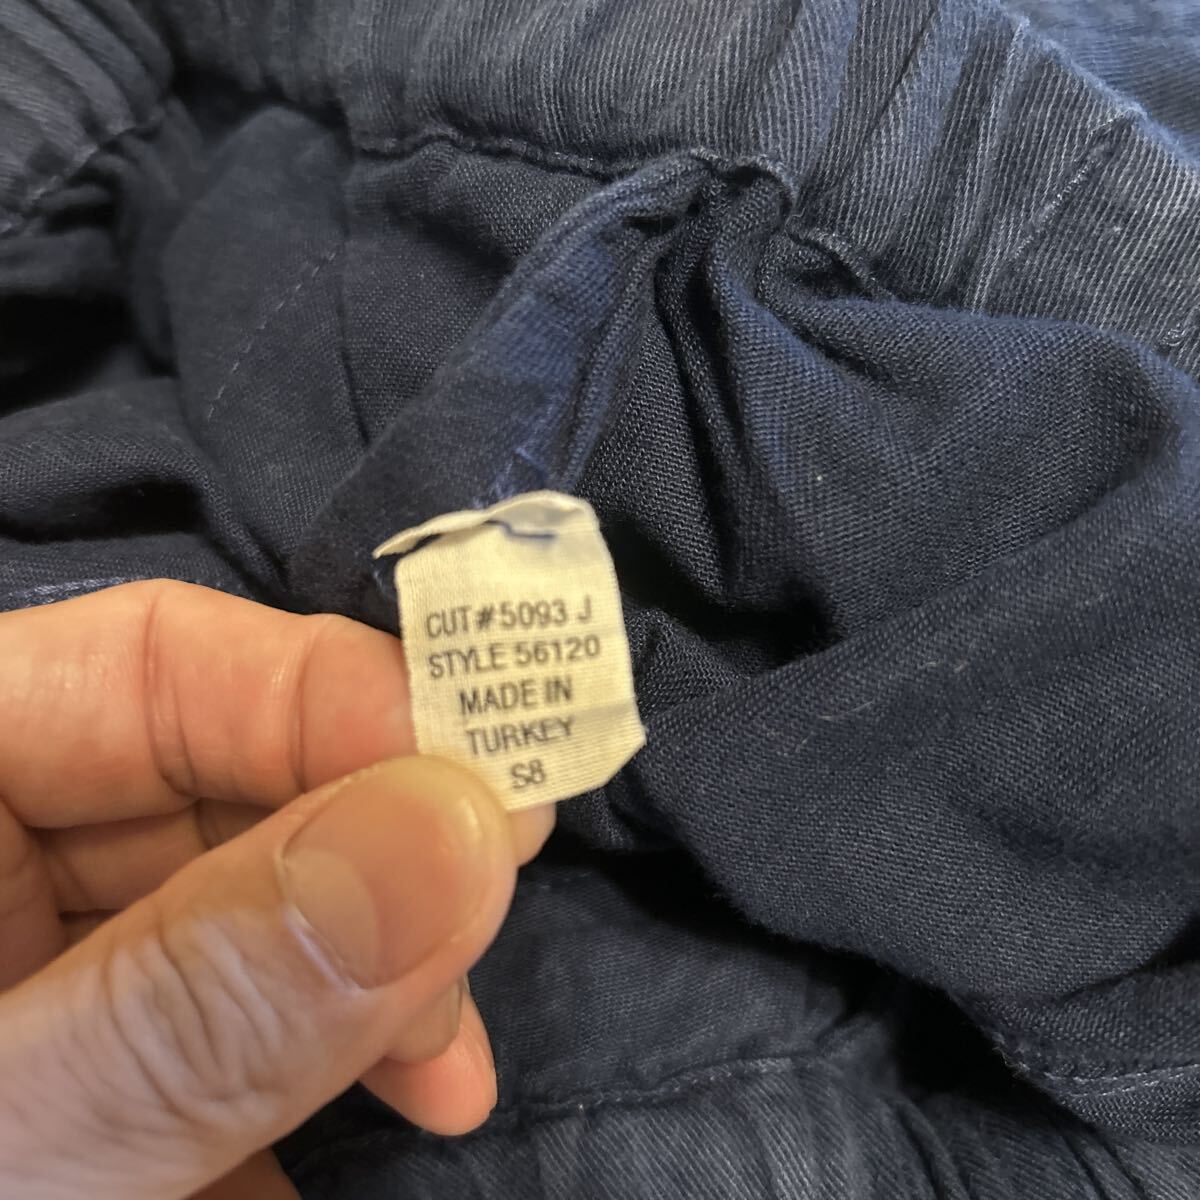 CUT#5093 J
STYLE 56120
MADE IN
TURKEY
S8